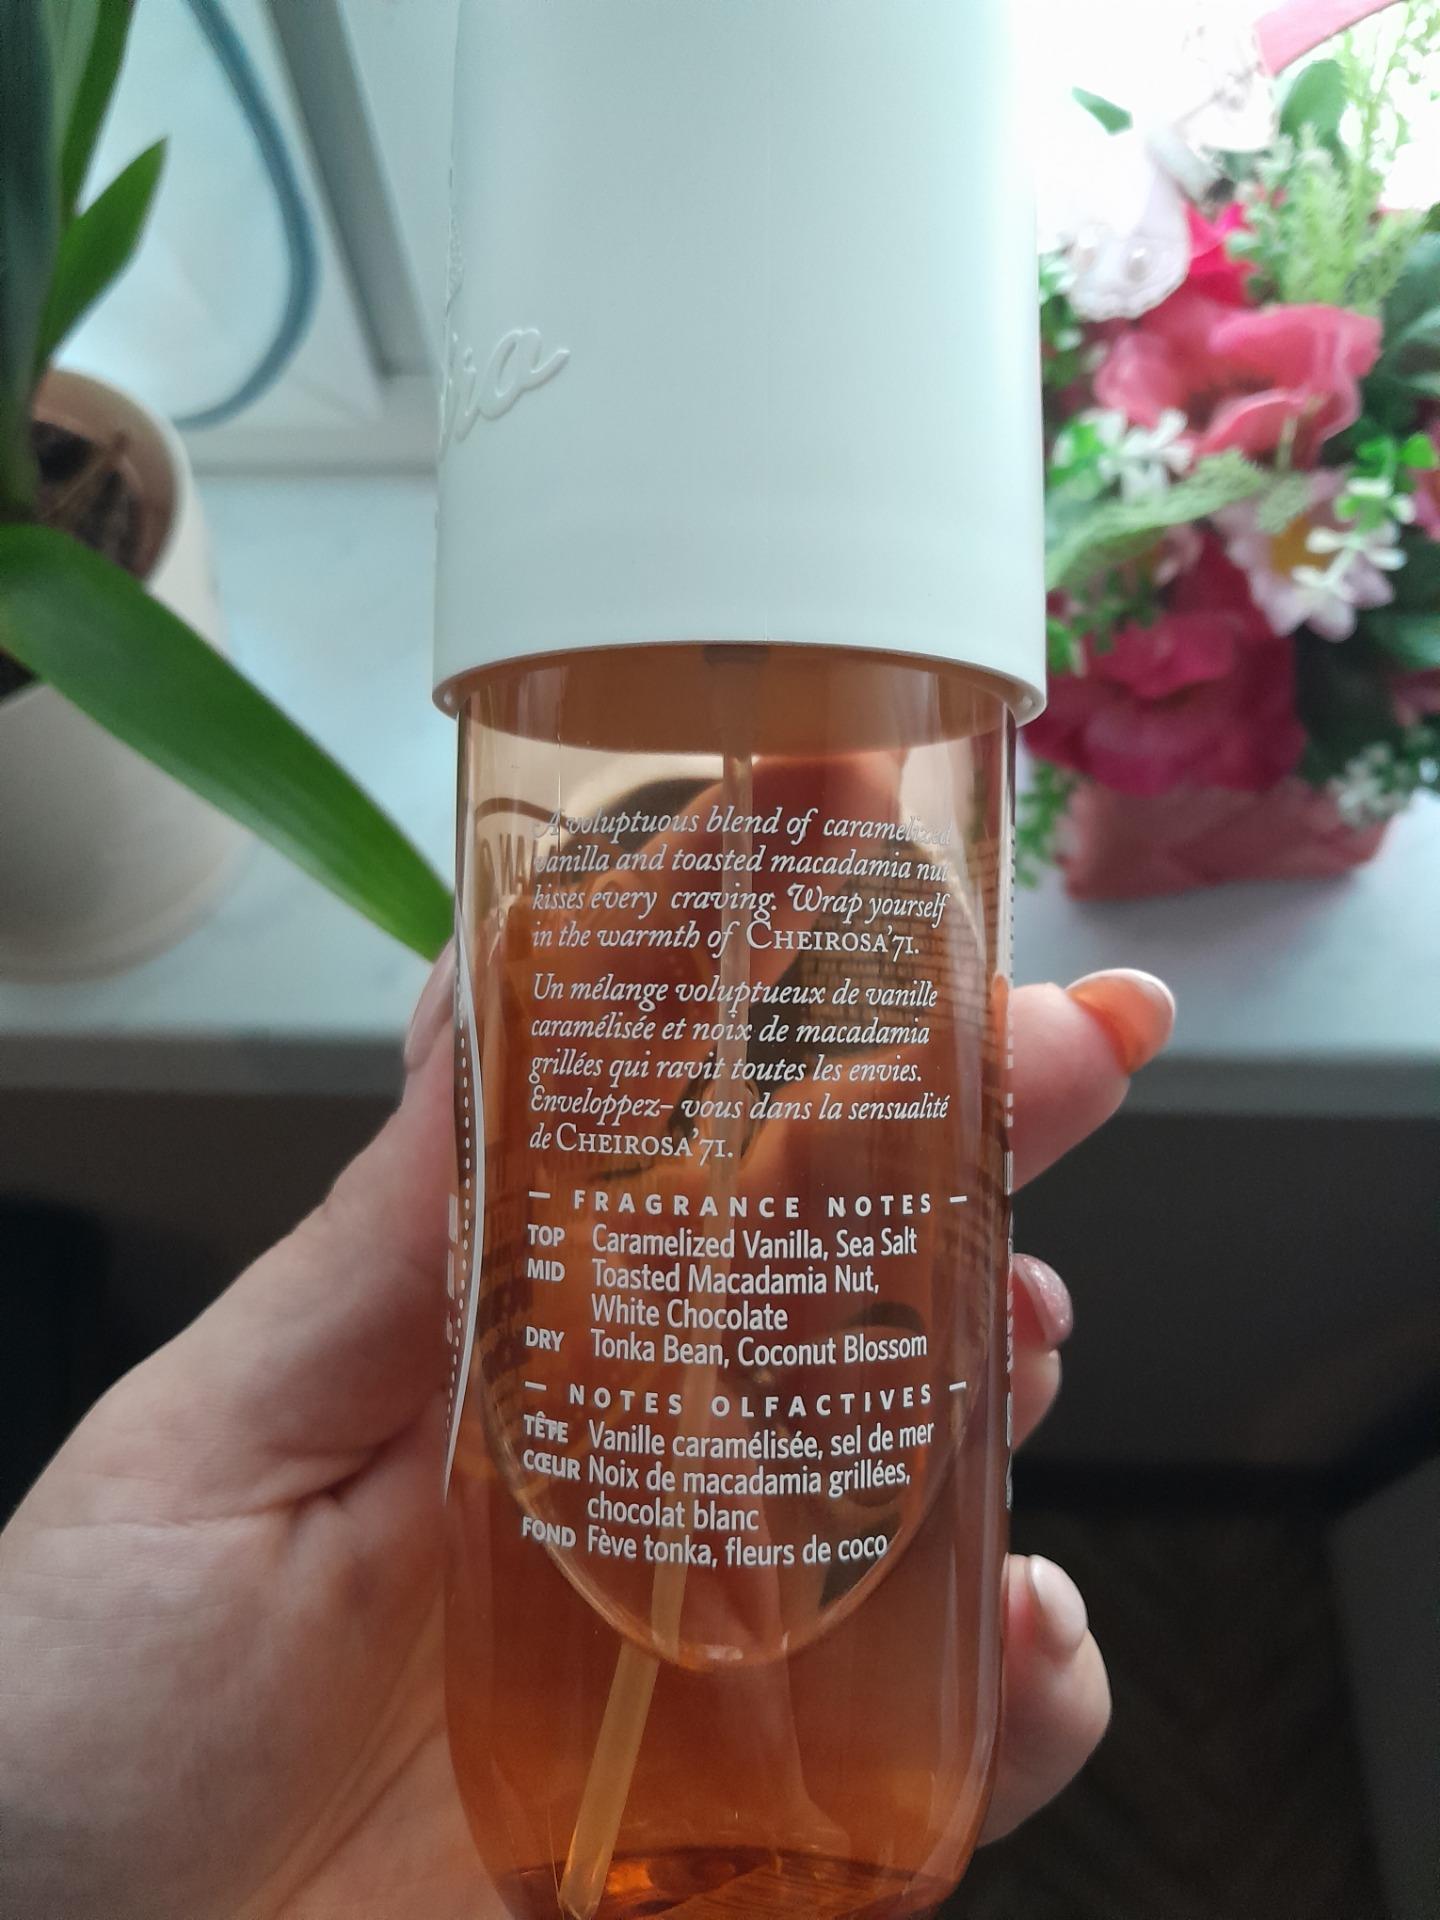 A voluptuous blend of caramelized
vanilla and toasted macadamia nut
kisses every craving. Wrap yourself
in the warmth of CHEIROSA'71.
Un mélange voluptueux de vanille
caramélisée et noix de macadamia
grillées qui ravit toutes les envies.
Enveloppez- vous dans la sensualité
de CHEIROSA'71.
— FRAGRANCE NOTES —
TOP Caramelized Vanilla, Sea Salt
MID Toasted Macadamia Nut,
White Chocolate
DRY Tonka Bean, Coconut Blossom
— NOTES OLFACTIVES —
TÊTE Vanille caramélisée, sel de mer
CŒUR Noix de macadamia grillées,
chocolat blanc
FOND Fève tonka, fleurs de coco